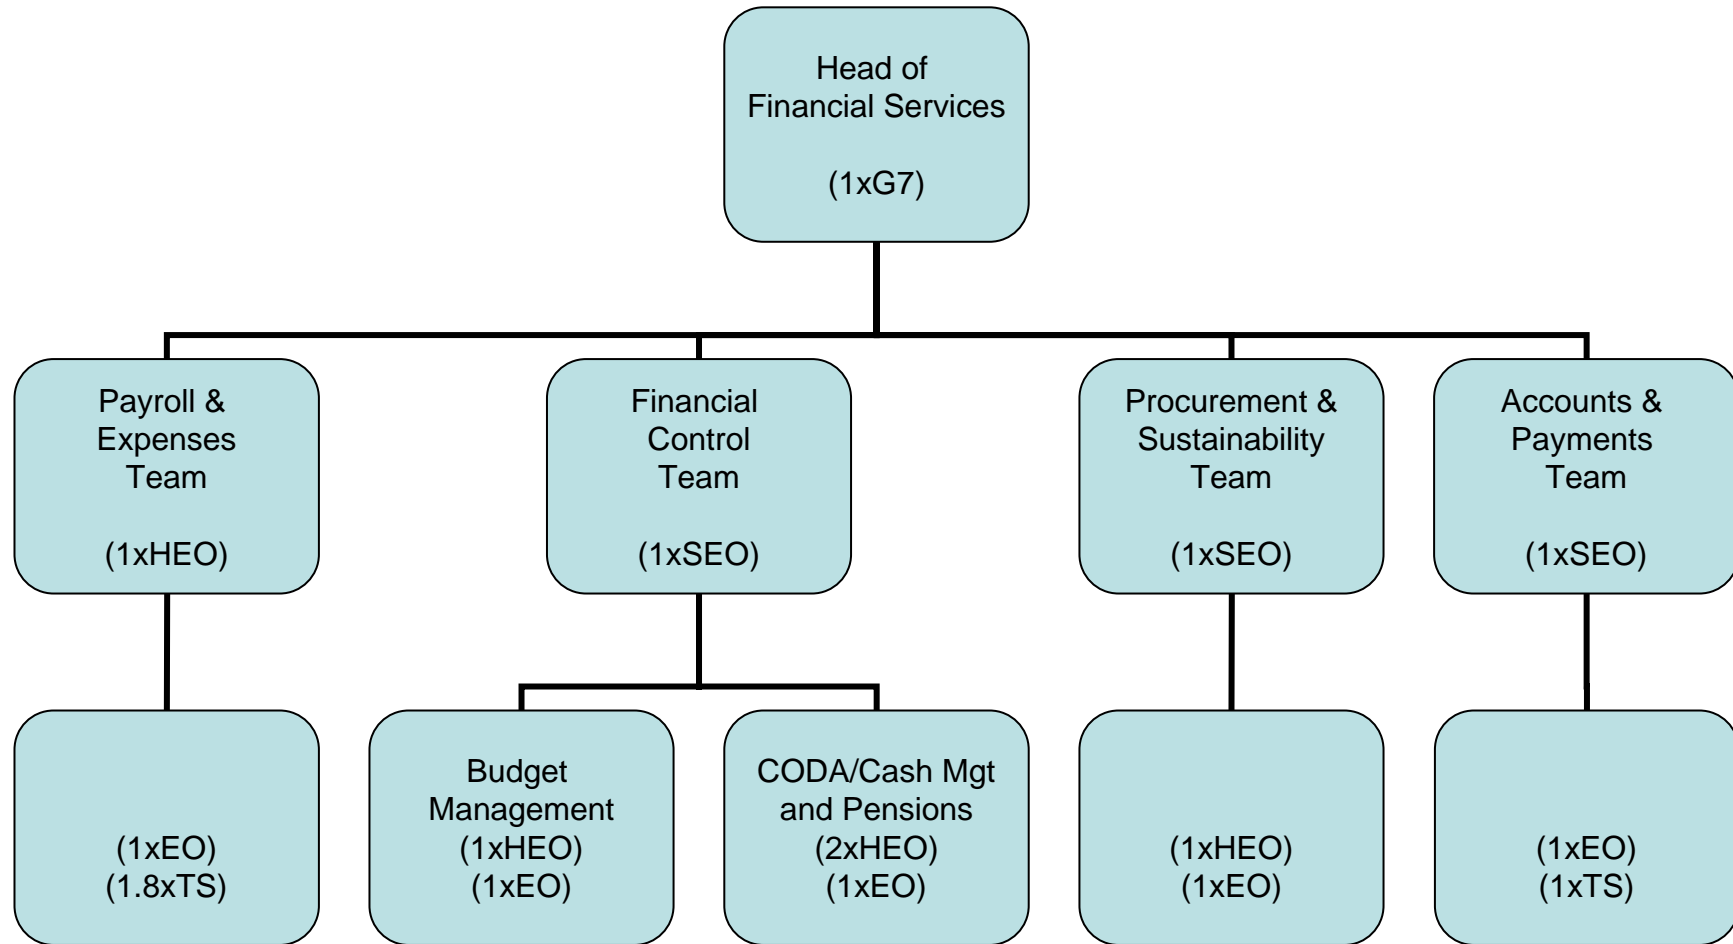 Head of
Financial Services
(1xG7)
Payroll &
Expenses
Team
(1xHEO)
Financial
Control
Team
(1xSEO)
Procurement &
Sustainability
Team
(1xSEO)
Accounts &
Payments
Team
(1xSEO)
(1xEO)
(1.8xTS)
Budget
Management
(1xHEO)
(1xEO)
CODA/Cash Mgt
and Pensions
(2xHEO)
(1xEO)
(1xHEO)
(1xEO)
(1xEO)
(1xTS)